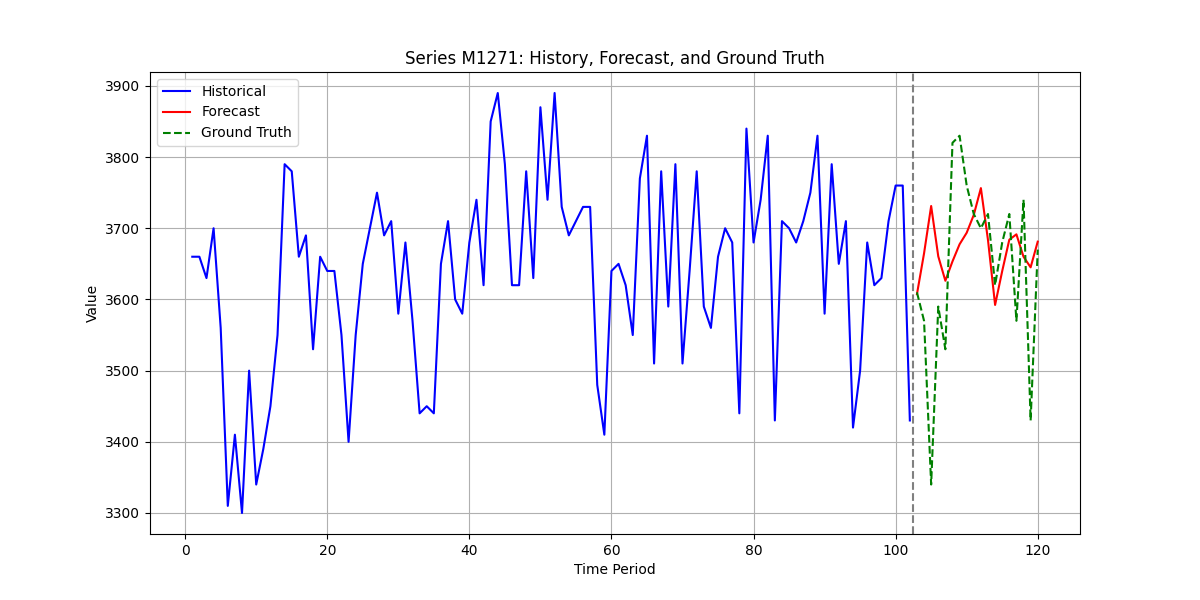 Series M1271: History, Forecast, and Ground Truth
Historical
Forecast
Ground Truth
Value
3900
3800
3700
3600
3500
3400
3300
0 20 40 60 80 100 120
Time Period